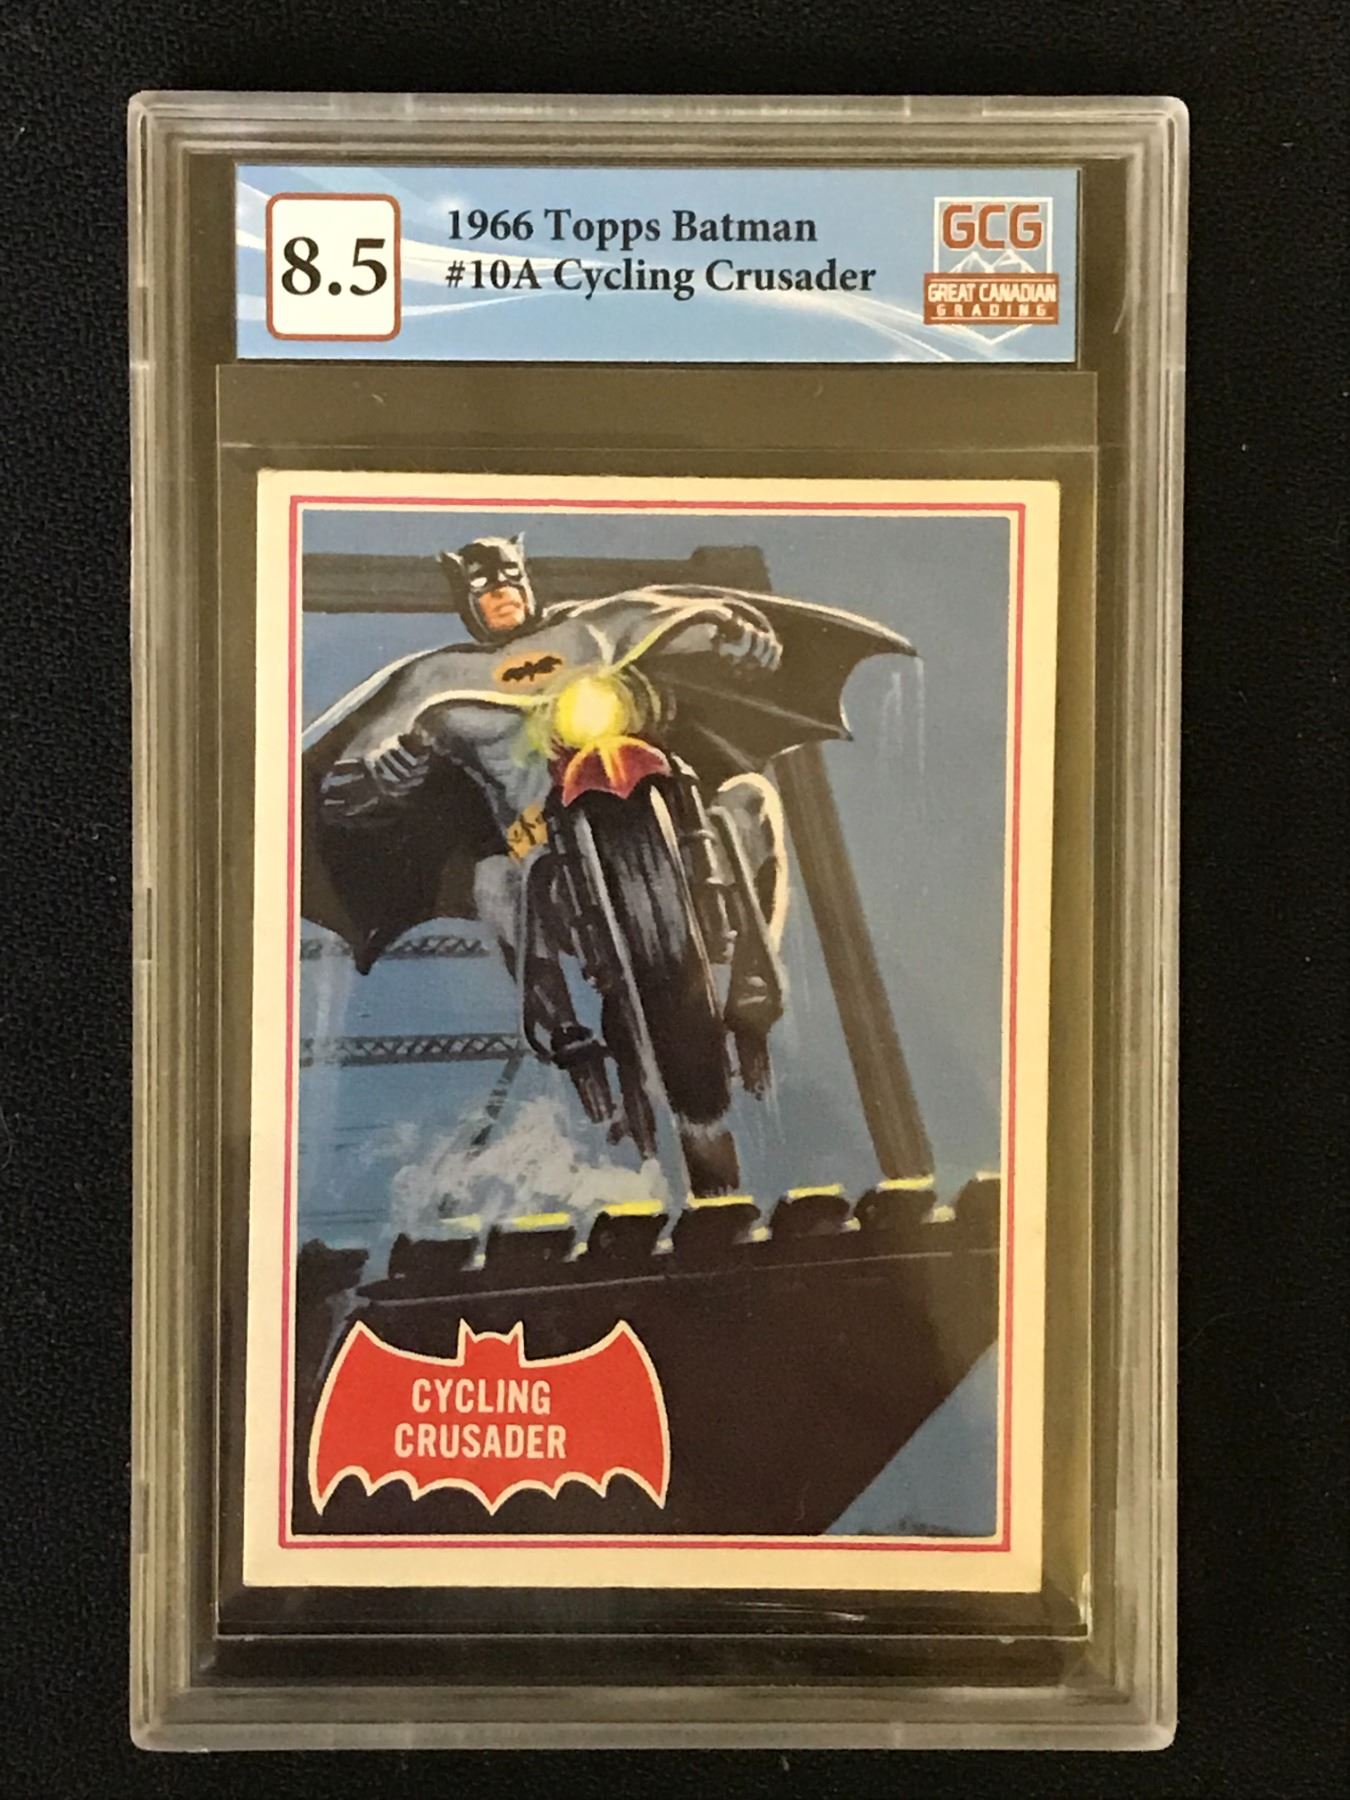 8.5
1966 Topps Batman
#10A Cycling Crusader
GCG
GREAT CANADIAN
GRADING
CYCLING
CRUSADER